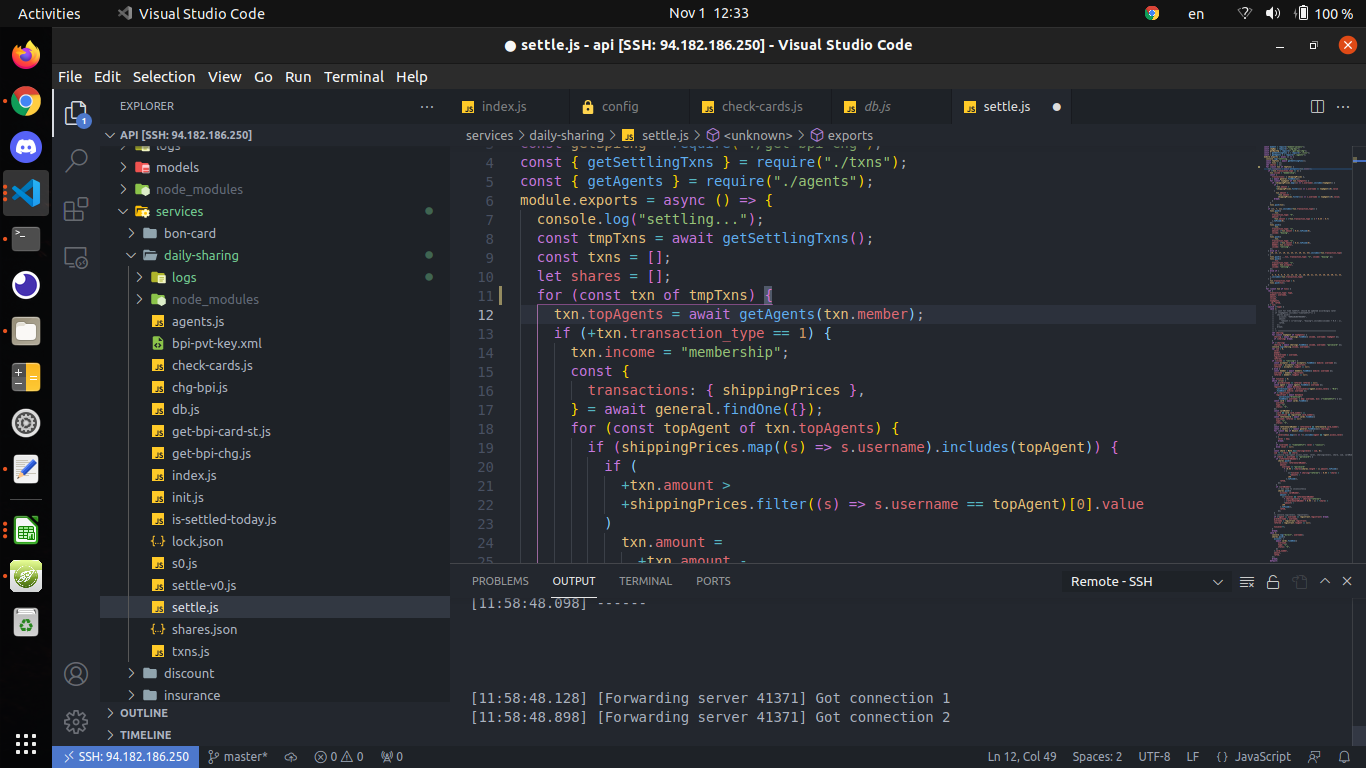 Activities
Visual Studio Code
Nov 1 12:33
en
100 %
● settle.js - api [SSH: 94.182.186.250] - Visual Studio Code
File Edit Selection View Go Run Terminal Help
EXPLORER
API [SSH: 94.182.186.250]
logs
models
node_modules
services
bon-card
daily-sharing
logs
node_modules
agents.js
bpi-pvt-key.xml
check-cards.js
chg-bpi.js
db.js
get-bpi-card-st.js
get-bpi-chg.js
index.js
init.js
is-settled-today.js
lock.json
s0.js
settle-v0.js
settle.js
shares.json
txns.js
discount
insurance
OUTLINE
TIMELINE
index.js
config
check-cards.js
db.js
settle.js
services > daily-sharing > settle.js > <unknown> > exports
3 const getBpiChg = require("./get-bpi-chg");
4 const { getSettlingTxns } = require("./txns");
5 const { getAgents } = require("./agents");
6 module.exports = async () => {
7 console.log("settling...");
8 const tmpTxns = await getSettlingTxns();
9 const txns = [];
10 let shares = [];
11 for (const txn of tmpTxns) {
12 txn.topAgents = await getAgents(txn.member);
13 if (+txn.transaction_type == 1) {
14 txn.income = "membership";
15 const {
16 transactions: { shippingPrices },
17 } = await general.findOne({});
18 for (const topAgent of txn.topAgents) {
19 if (shippingPrices.map((s) => s.username).includes(topAgent)) {
20 if (
21 +txn.amount >
22 +shippingPrices.filter((s) => s.username == topAgent)[0].value
23 )
24 txn.amount =
25 +txn.amount -
PROBLEMS OUTPUT TERMINAL PORTS
Remote - SSH
[11:58:48.098] ------
[11:58:48.128] [Forwarding server 41371] Got connection 1
[11:58:48.898] [Forwarding server 41371] Got connection 2
SSH: 94.182.186.250
master*
0 0
0
Ln 12, Col 49
Spaces: 2
UTF-8
LF
{ } JavaScript
1